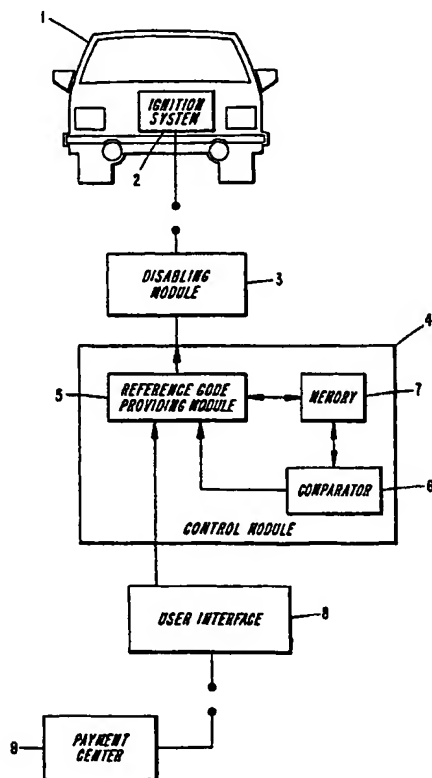 1
IGNITION
SYSTEM
2
DISABLING
MODULE
3
4
5
REFERENCE CODE
PROVIDING MODULE
MEMORY
7
COMPARATOR
6
CONTROL MODULE
USER INTERFACE
8
9
PAYMENT
CENTER